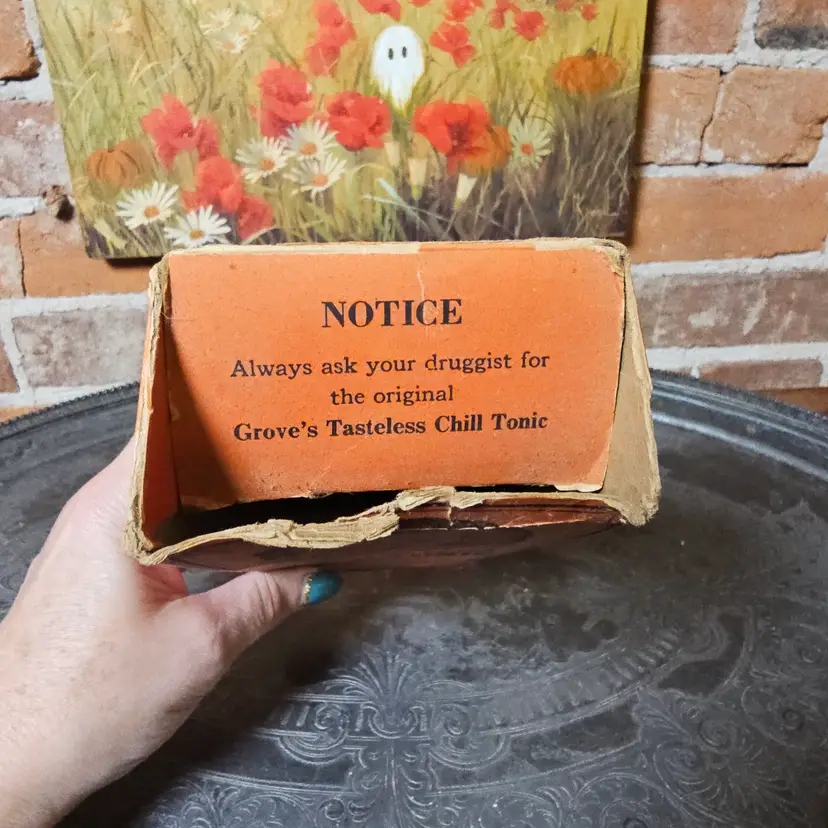 NOTICE
Always ask your druggist for
the original
Grove's Tasteless Chill Tonic